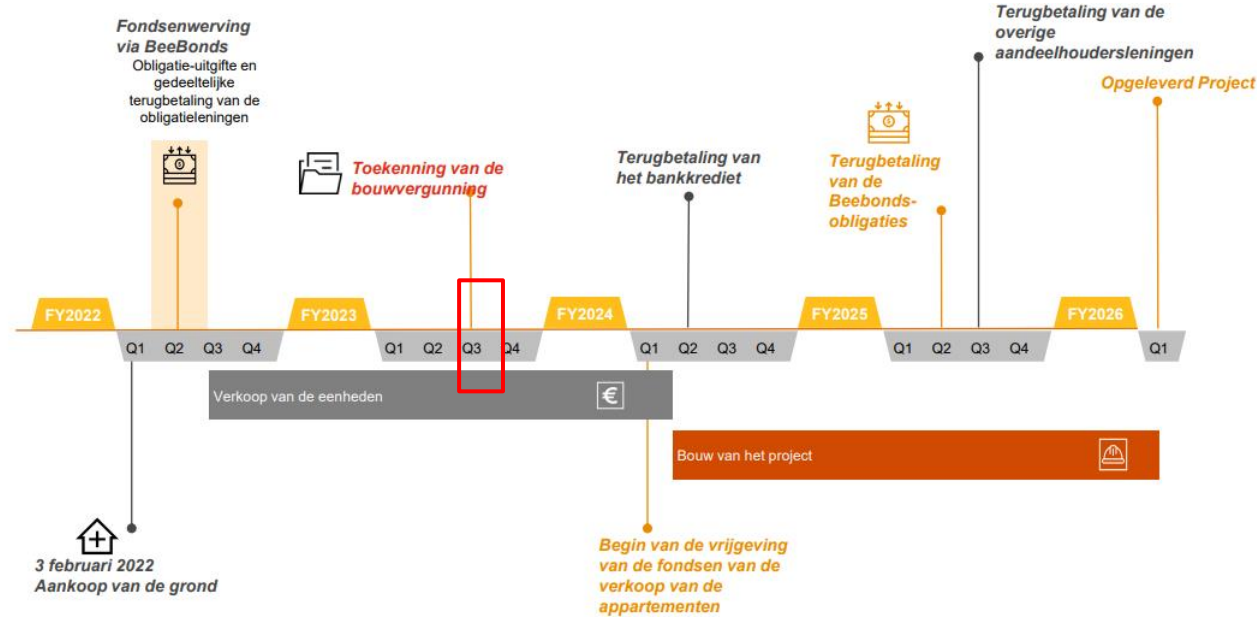 Fondsenwerving
via BeeBonds
Obligatie-uitgifte en
gedeeltelijke
terugbetaling van de
obligatieleningen
Toekenning van de
bouwvergunning
Terugbetaling van
het bankkrediet
Terugbetaling
van de
Beebonds-
obligaties
Terugbetaling van de
overige
aandeelhoudersleningen
Opgeleverd Project
FY2022 FY2023 FY2024 FY2025 FY2026
Q1 Q2 Q3 Q4 Q1 Q2 Q3 Q4 Q1 Q2 Q3 Q4 Q1 Q2 Q3 Q4 Q1
Verkoop van de eenheden €
Bouw van het project
3 februari 2022
Aankoop van de grond
Begin van de vrijgeving
van de fondsen van de
verkoop van de
appartementen